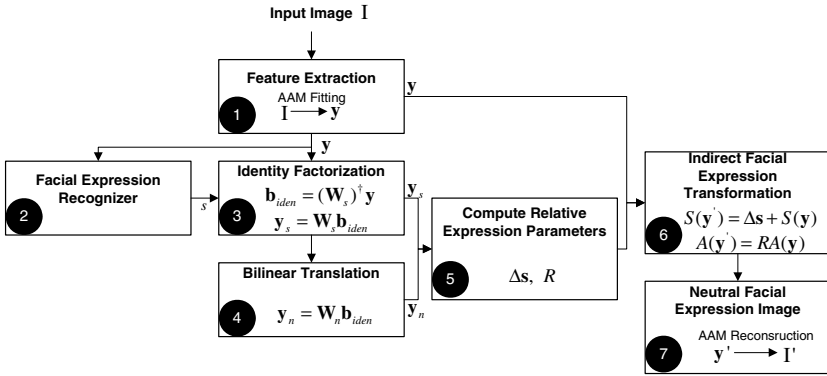 Input Image I
Feature Extraction
AAM Fitting
I → y
1
y
y
Facial Expression
Recognizer
2
s
Identity Factorization
b_iden = (W_s)^† y
y_s = W_s b_iden
3
y_s
Bilinear Translation
y_n = W_n b_iden
4
y_n
Compute Relative
Expression Parameters
Δs, R
5
Indirect Facial
Expression
Transformation
S(y') = Δs + S(y)
A(y') = RA(y)
6
Neutral Facial
Expression Image
AAM Reconsruction
y' → I'
7